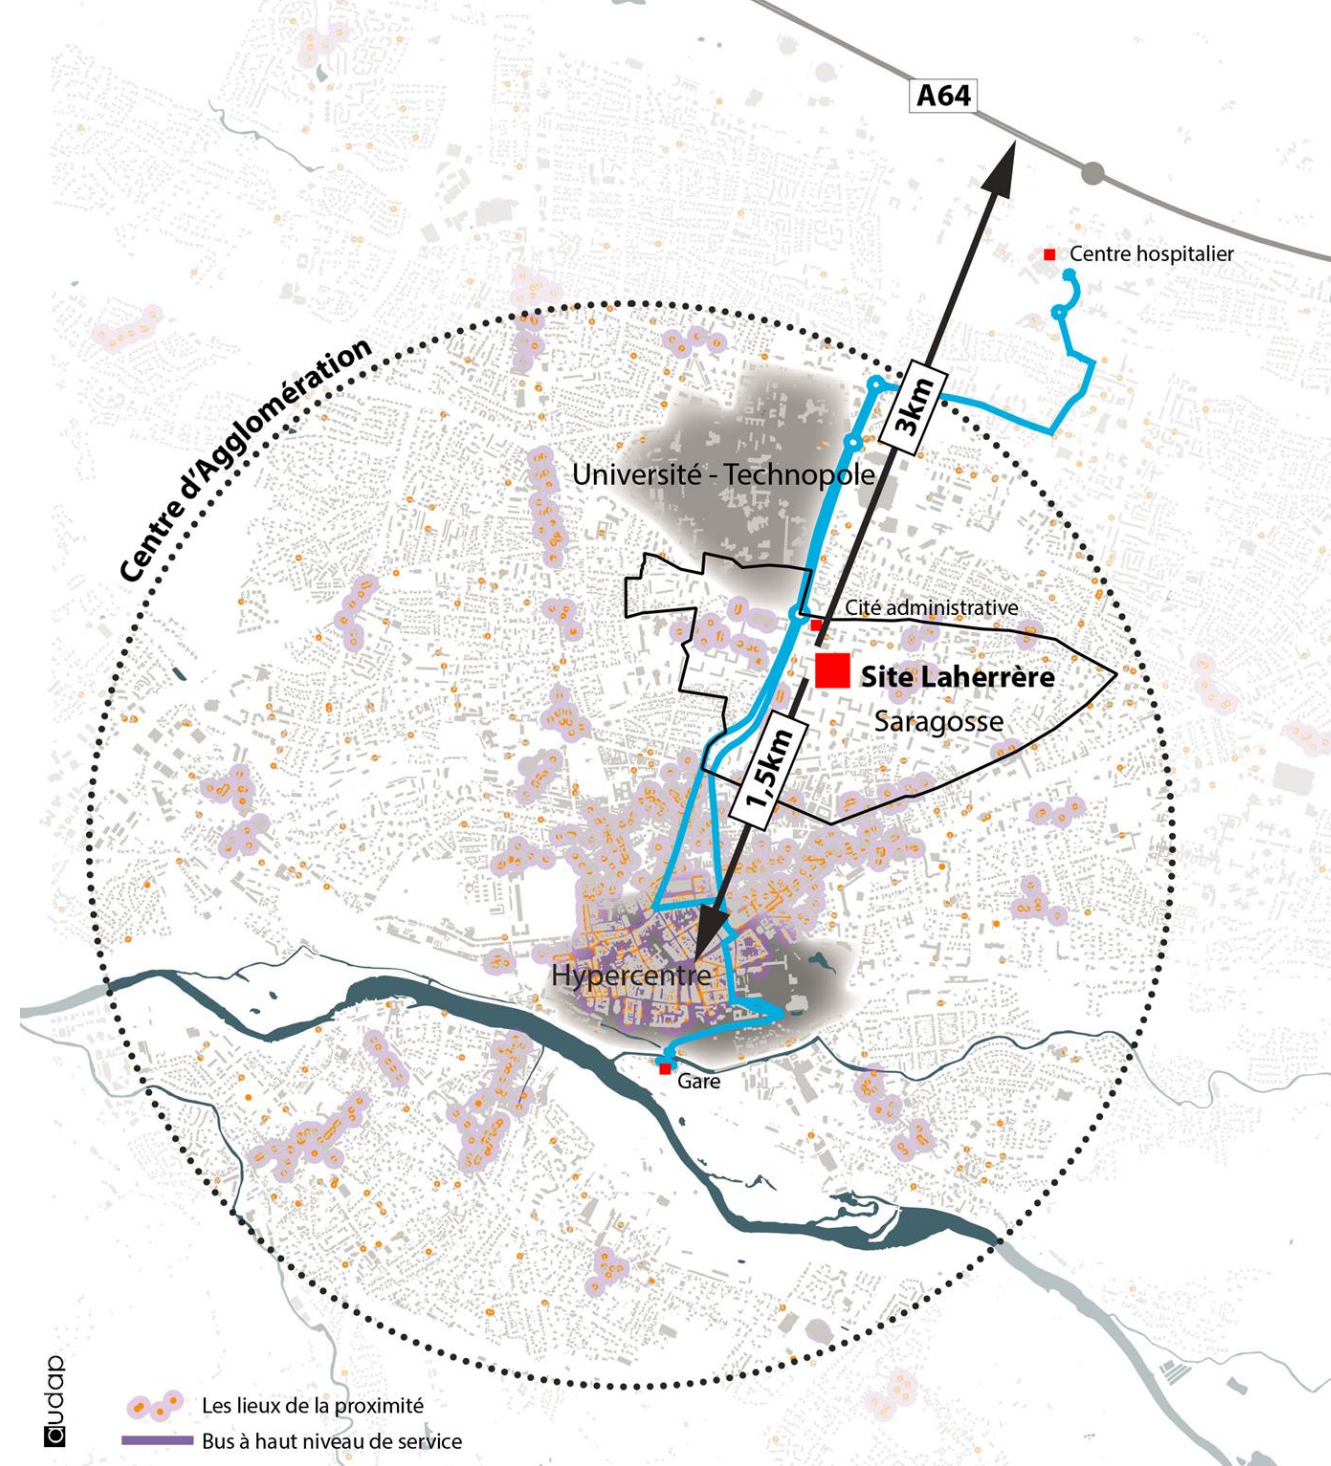 A64
Centre hospitalier
Centre d'Agglomération
3km
Université - Technopole
Cité administrative
Site Laherrère
Saragosse
1,5km
Hypercentre
Gare
audap
Les lieux de la proximité
Bus à haut niveau de service